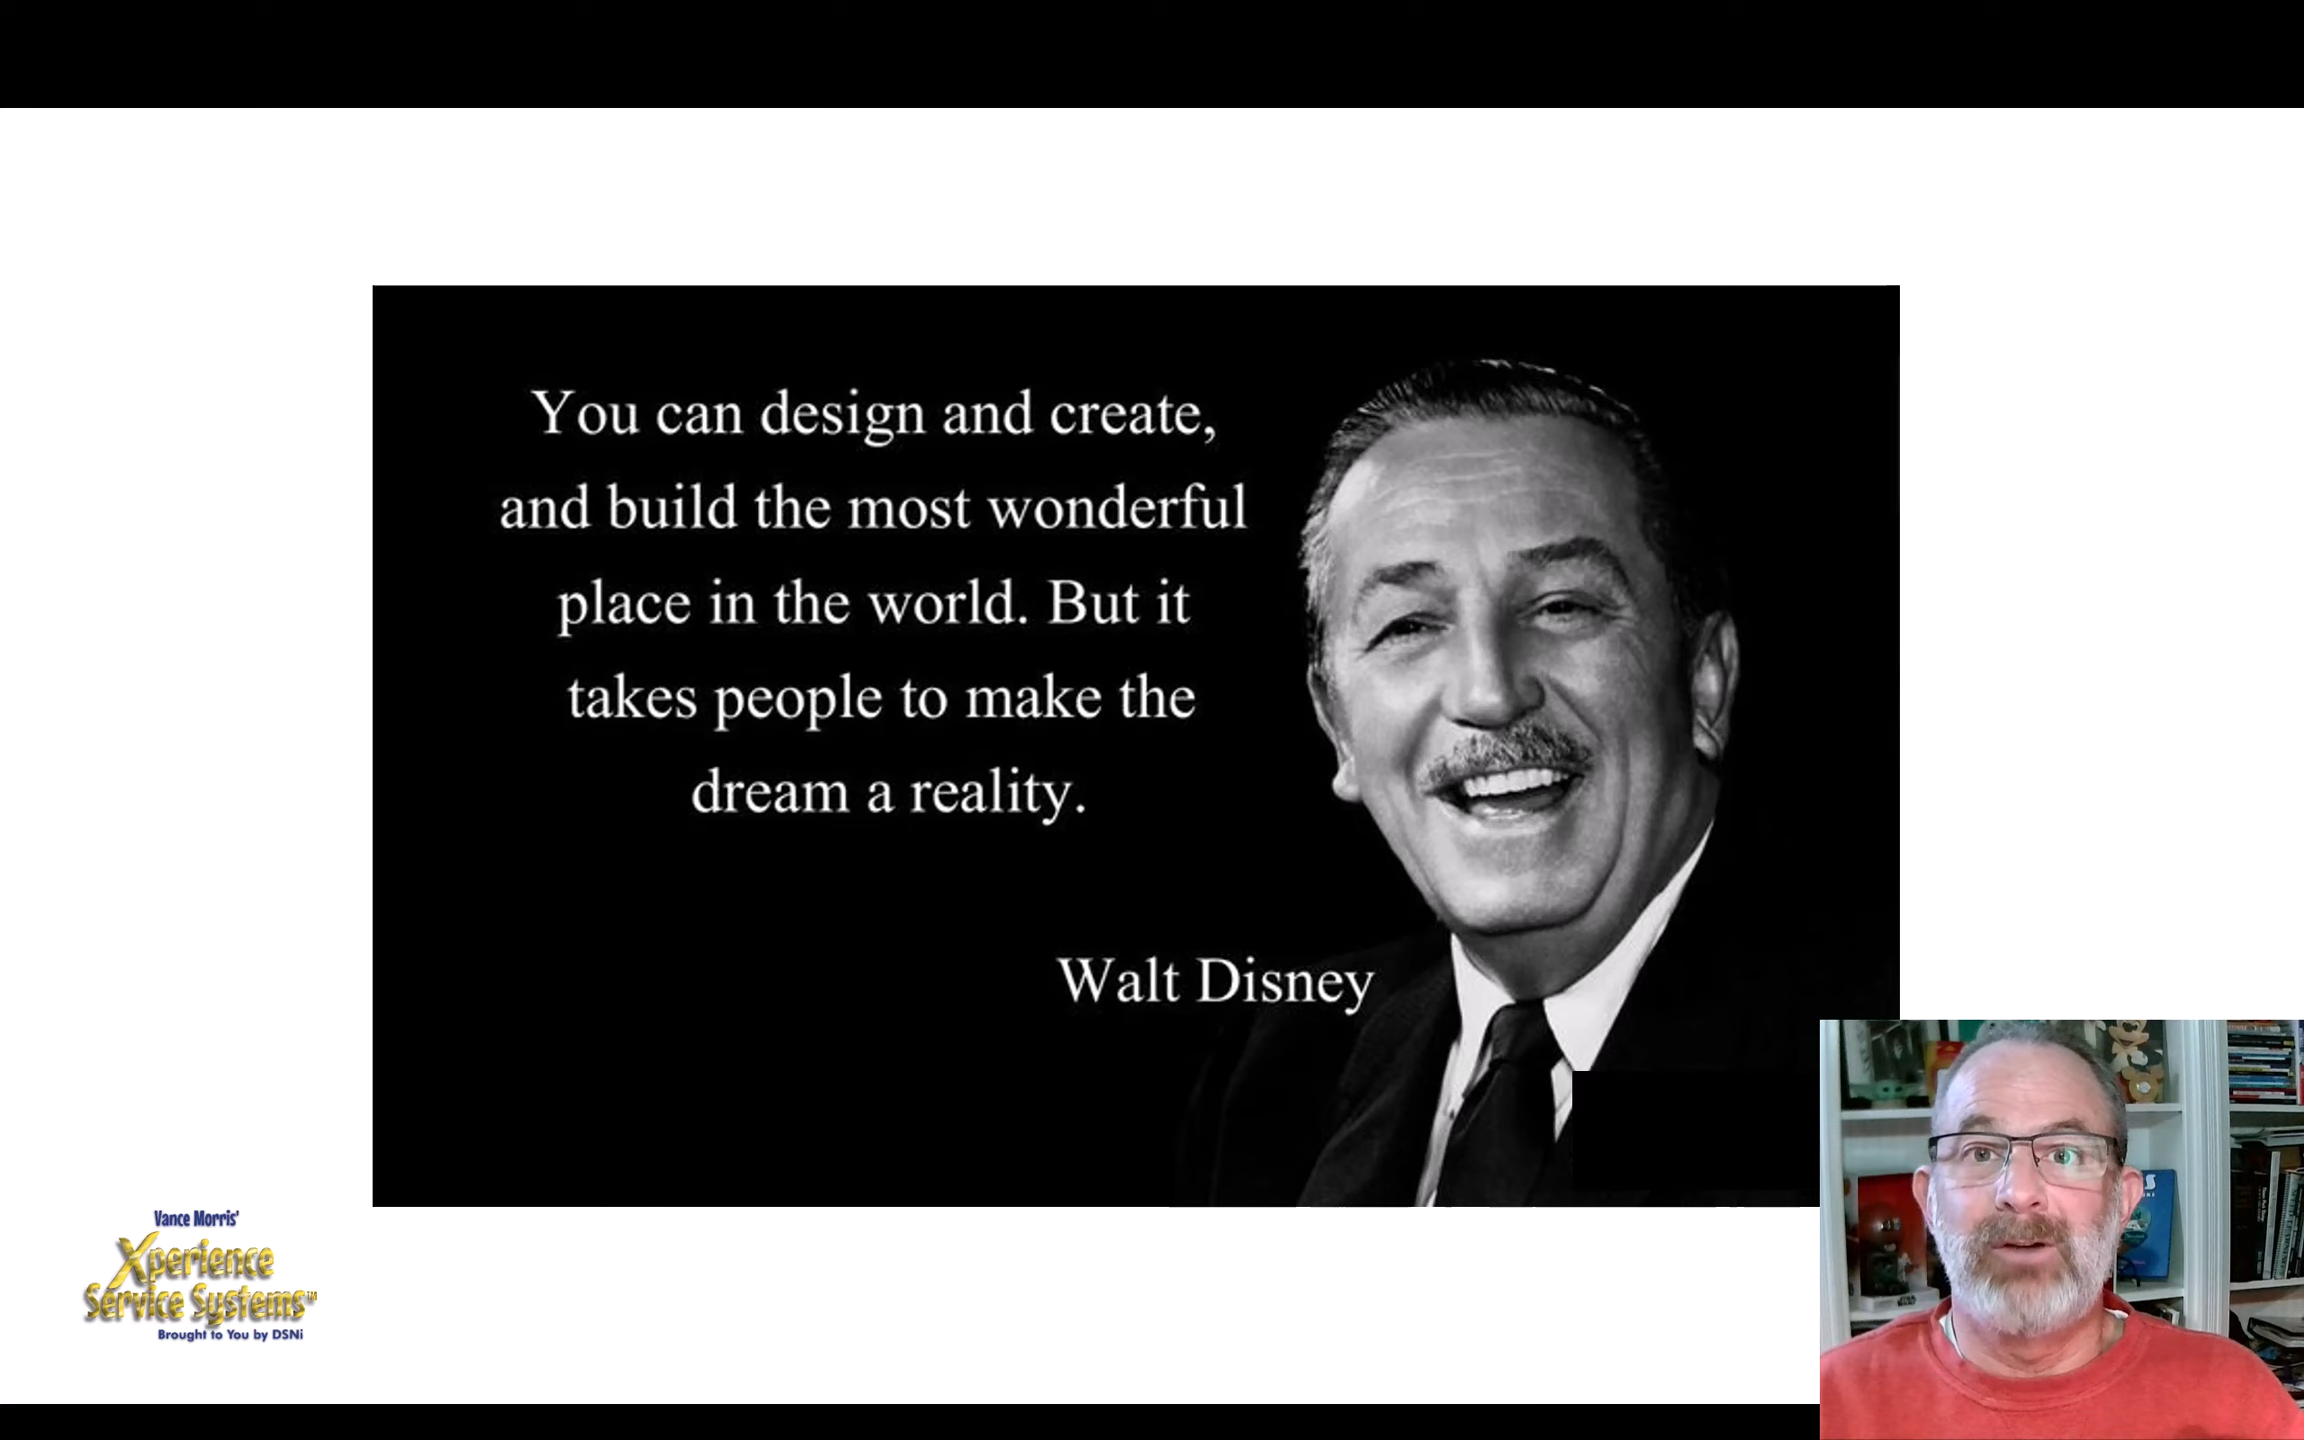 You can design and create,
and build the most wonderful
place in the world. But it
takes people to make the
dream a reality.
Walt Disney
Vance Morris'
Xperience
Service Systems™
Brought to You by DSNi